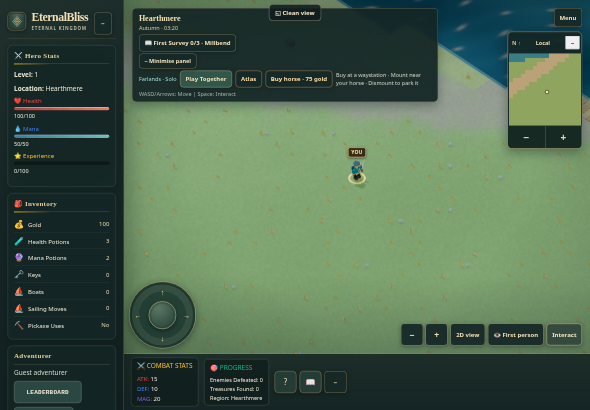 EternalBliss
ETERNAL KINGDOM
–
Hero Stats
Level: 1
Location: Hearthmere
Health
100/100
Mana
50/50
Experience
0/100
Inventory
Gold 100
Health Potions 3
Mana Potions 2
Keys 0
Boats 0
Sailing Moves 0
Pickaxe Uses No
Adventurer
Guest adventurer
LEADERBOARD
Hearthmere
Autumn · 03:20
First Survey 0/3 · Millbend
– Minimise panel
Farlands · Solo Play Together Atlas Buy horse · 75 gold Buy at a waystation · Mount near
your horse · Dismount to park it
WASD/Arrows: Move | Space: Interact
Clean view
Menu
N ↑ Local –
– +
YOU
↑
← →
↓
– + 2D view First person Interact
COMBAT STATS
ATK: 15
DEF: 10
MAG: 20
PROGRESS
Enemies Defeated: 0
Treasures Found: 0
Region: Hearthmere
? –